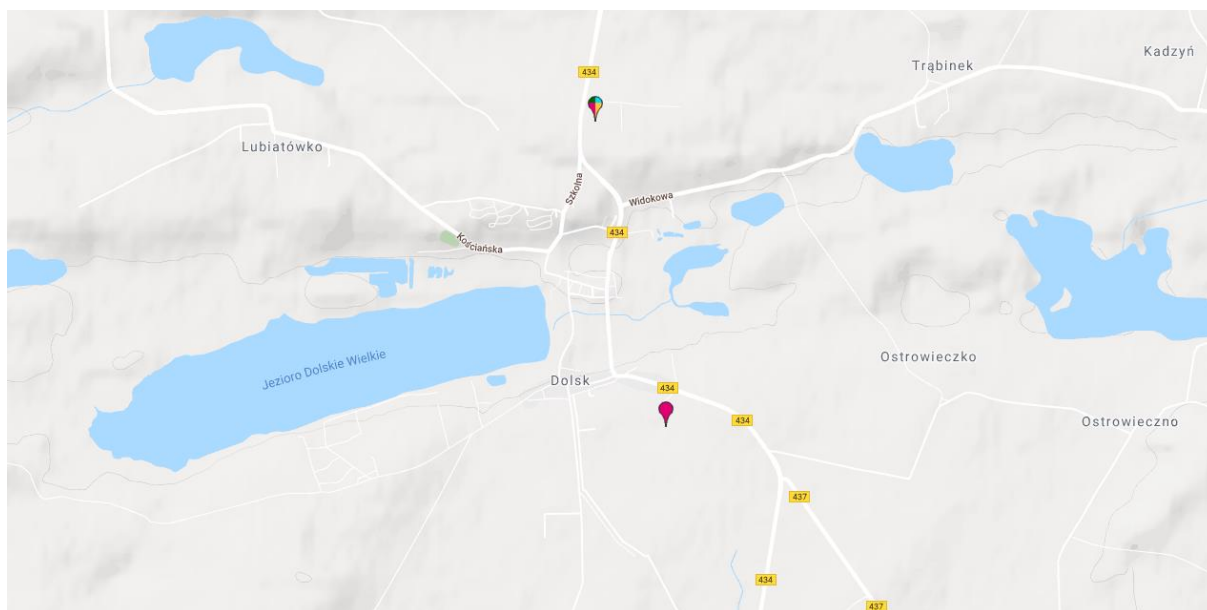 434
Kadzyń
Trąbinek
Lubiatówko
Szkolna
Widokowa
434
Kościańska
Jezioro Dolskie Wielkie
Ostrowieczko
Dolsk
434
434
Ostrowieczno
437
434
437